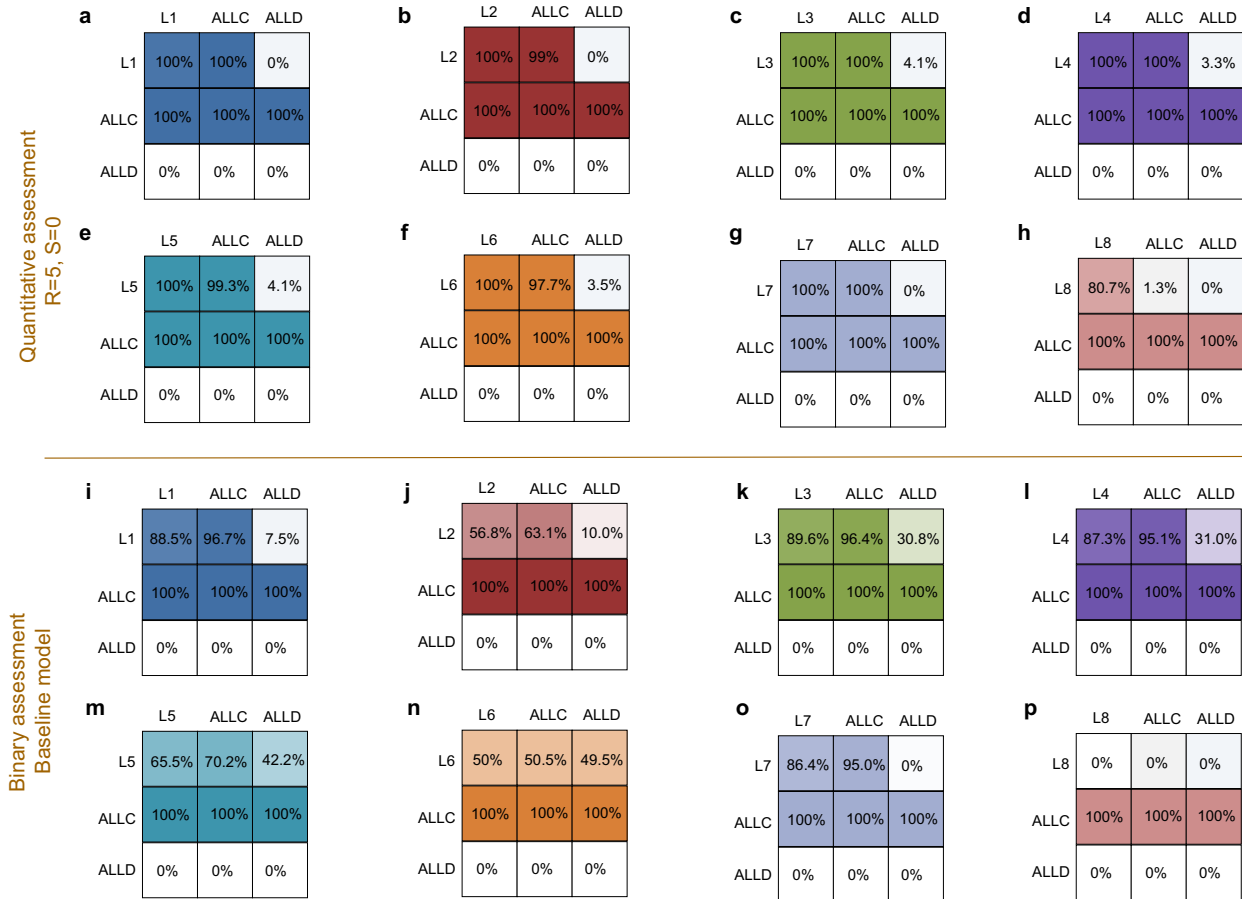 Quantitative assessment
R=5, S=0
a
L1 ALLC ALLD
L1 100% 100% 0%
ALLC 100% 100% 100%
ALLD 0% 0% 0%
b
L2 ALLC ALLD
L2 100% 99% 0%
ALLC 100% 100% 100%
ALLD 0% 0% 0%
c
L3 ALLC ALLD
L3 100% 100% 4.1%
ALLC 100% 100% 100%
ALLD 0% 0% 0%
d
L4 ALLC ALLD
L4 100% 100% 3.3%
ALLC 100% 100% 100%
ALLD 0% 0% 0%
e
L5 ALLC ALLD
L5 100% 99.3% 4.1%
ALLC 100% 100% 100%
ALLD 0% 0% 0%
f
L6 ALLC ALLD
L6 100% 97.7% 3.5%
ALLC 100% 100% 100%
ALLD 0% 0% 0%
g
L7 ALLC ALLD
L7 100% 100% 0%
ALLC 100% 100% 100%
ALLD 0% 0% 0%
h
L8 ALLC ALLD
L8 80.7% 1.3% 0%
ALLC 100% 100% 100%
ALLD 0% 0% 0%
Binary assessment
Baseline model
i
L1 ALLC ALLD
L1 88.5% 96.7% 7.5%
ALLC 100% 100% 100%
ALLD 0% 0% 0%
j
L2 ALLC ALLD
L2 56.8% 63.1% 10.0%
ALLC 100% 100% 100%
ALLD 0% 0% 0%
k
L3 ALLC ALLD
L3 89.6% 96.4% 30.8%
ALLC 100% 100% 100%
ALLD 0% 0% 0%
l
L4 ALLC ALLD
L4 87.3% 95.1% 31.0%
ALLC 100% 100% 100%
ALLD 0% 0% 0%
m
L5 ALLC ALLD
L5 65.5% 70.2% 42.2%
ALLC 100% 100% 100%
ALLD 0% 0% 0%
n
L6 ALLC ALLD
L6 50% 50.5% 49.5%
ALLC 100% 100% 100%
ALLD 0% 0% 0%
o
L7 ALLC ALLD
L7 86.4% 95.0% 0%
ALLC 100% 100% 100%
ALLD 0% 0% 0%
p
L8 ALLC ALLD
L8 0% 0% 0%
ALLC 100% 100% 100%
ALLD 0% 0% 0%